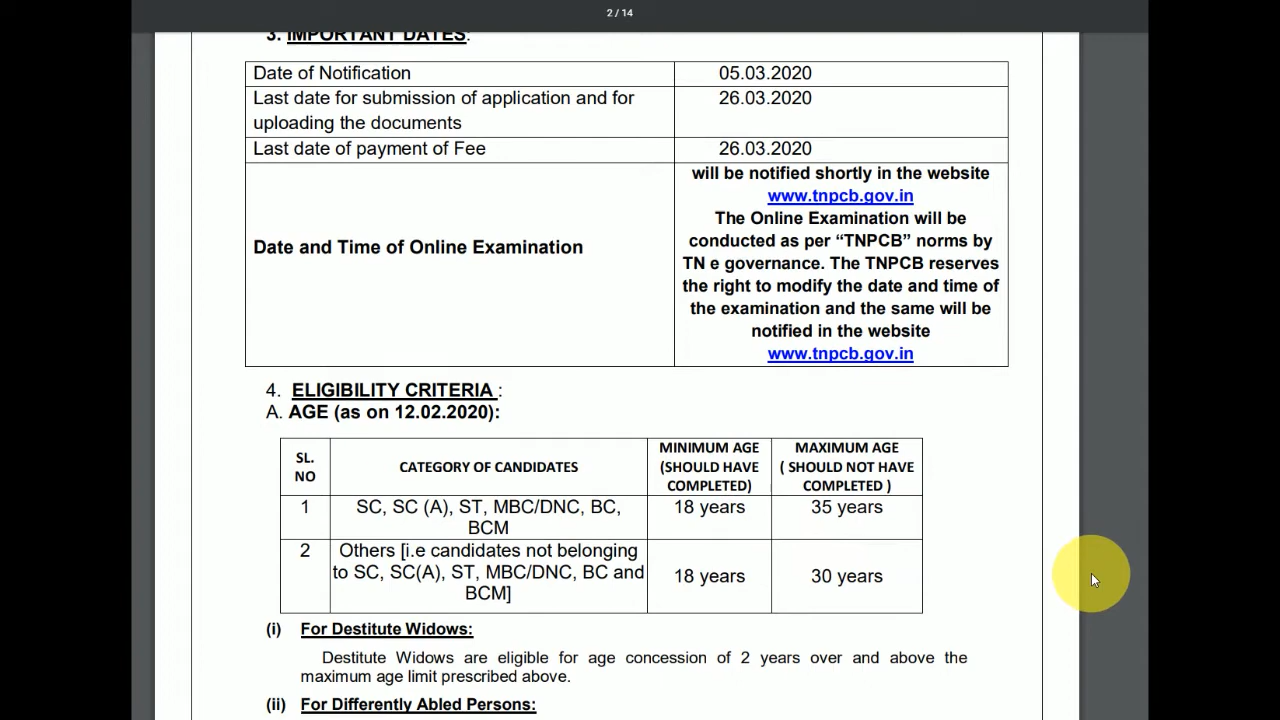 2 / 14
3. IMPORTANT DATES:
Date of Notification 05.03.2020
Last date for submission of application and for 26.03.2020
uploading the documents
Last date of payment of Fee 26.03.2020
Date and Time of Online Examination
will be notified shortly in the website
www.tnpcb.gov.in
The Online Examination will be
conducted as per “TNPCB” norms by
TN e governance. The TNPCB reserves
the right to modify the date and time of
the examination and the same will be
notified in the website
www.tnpcb.gov.in
4. ELIGIBILITY CRITERIA :
A. AGE (as on 12.02.2020):
SL.
NO
CATEGORY OF CANDIDATES
MINIMUM AGE
(SHOULD HAVE
COMPLETED)
MAXIMUM AGE
( SHOULD NOT HAVE
COMPLETED )
1 SC, SC (A), ST, MBC/DNC, BC, 18 years 35 years
BCM
2 Others [i.e candidates not belonging
to SC, SC(A), ST, MBC/DNC, BC and 18 years 30 years
BCM]
(i) For Destitute Widows:
Destitute Widows are eligible for age concession of 2 years over and above the
maximum age limit prescribed above.
(ii) For Differently Abled Persons: